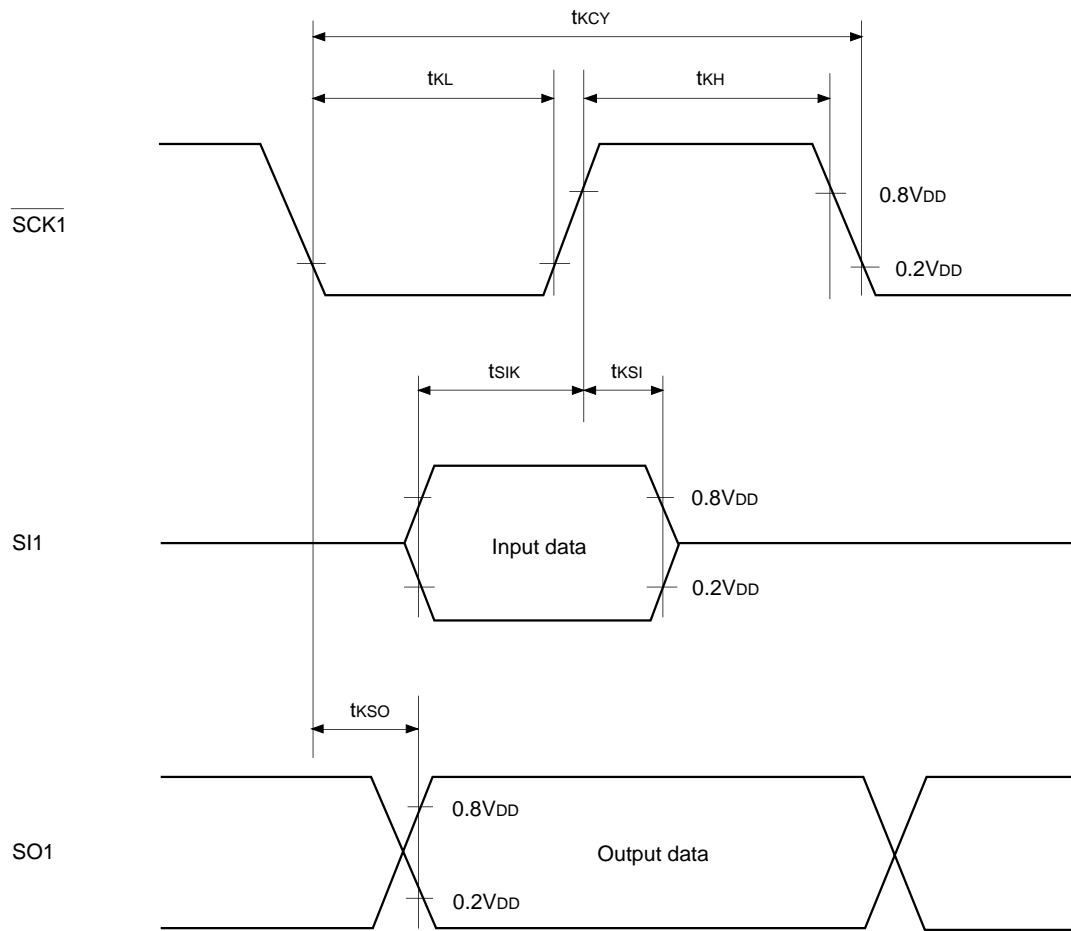 tKCY
tKL
tKH
SCK1
0.8VDD
0.2VDD
tSIK
tKSI
SI1
Input data
0.8VDD
0.2VDD
tKSO
SO1
0.8VDD
Output data
0.2VDD